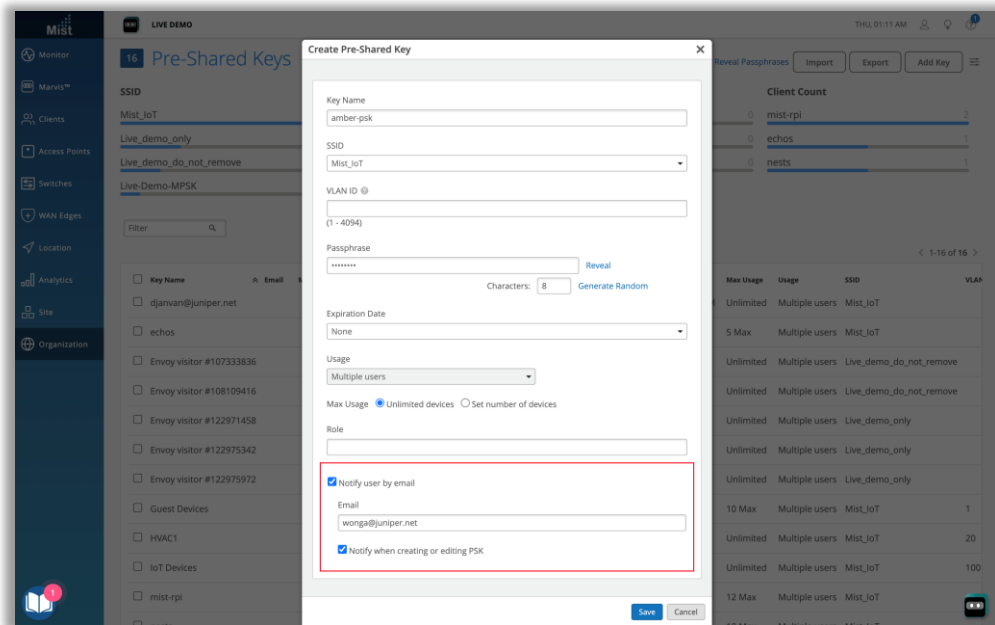 Mist
LIVE DEMO
THU, 01:11 AM
1
Monitor
Marvis™
Clients
Access Points
Switches
WAN Edges
Location
Analytics
Site
Organization
1
16 Pre-Shared Keys
Reveal Passphrases
Import
Export
Add Key
SSID
Mist_IoT
Live_demo_only
Live_demo_do_not_remove
Live-Demo-MPSK
0
0
0
Client Count
mist-rpi 2
echos 1
nests 1
Filter
1-16 of 16
Key Name Email
Max Usage Usage SSID VLAN
djanvan@juniper.net Unlimited Multiple users Mist_IoT
echos 5 Max Multiple users Mist_IoT
Envoy visitor #107333836 Unlimited Multiple users Live_demo_do_not_remove
Envoy visitor #108109416 Unlimited Multiple users Live_demo_do_not_remove
Envoy visitor #122971458 Unlimited Multiple users Live_demo_only
Envoy visitor #122975342 Unlimited Multiple users Live_demo_only
Envoy visitor #122975972 Unlimited Multiple users Live_demo_only
Guest Devices 10 Max Multiple users Mist_IoT 1
HVAC1 Unlimited Multiple users Mist_IoT 20
IoT Devices Unlimited Multiple users Mist_IoT 100
mist-rpi 12 Max Multiple users Mist_IoT
Create Pre-Shared Key
Key Name
amber-psk
SSID
Mist_IoT
VLAN ID
(1 - 4094)
Passphrase
Reveal
Characters: 8 Generate Random
Expiration Date
None
Usage
Multiple users
Max Usage Unlimited devices Set number of devices
Role
Notify user by email
Email
wonga@juniper.net
Notify when creating or editing PSK
Save
Cancel